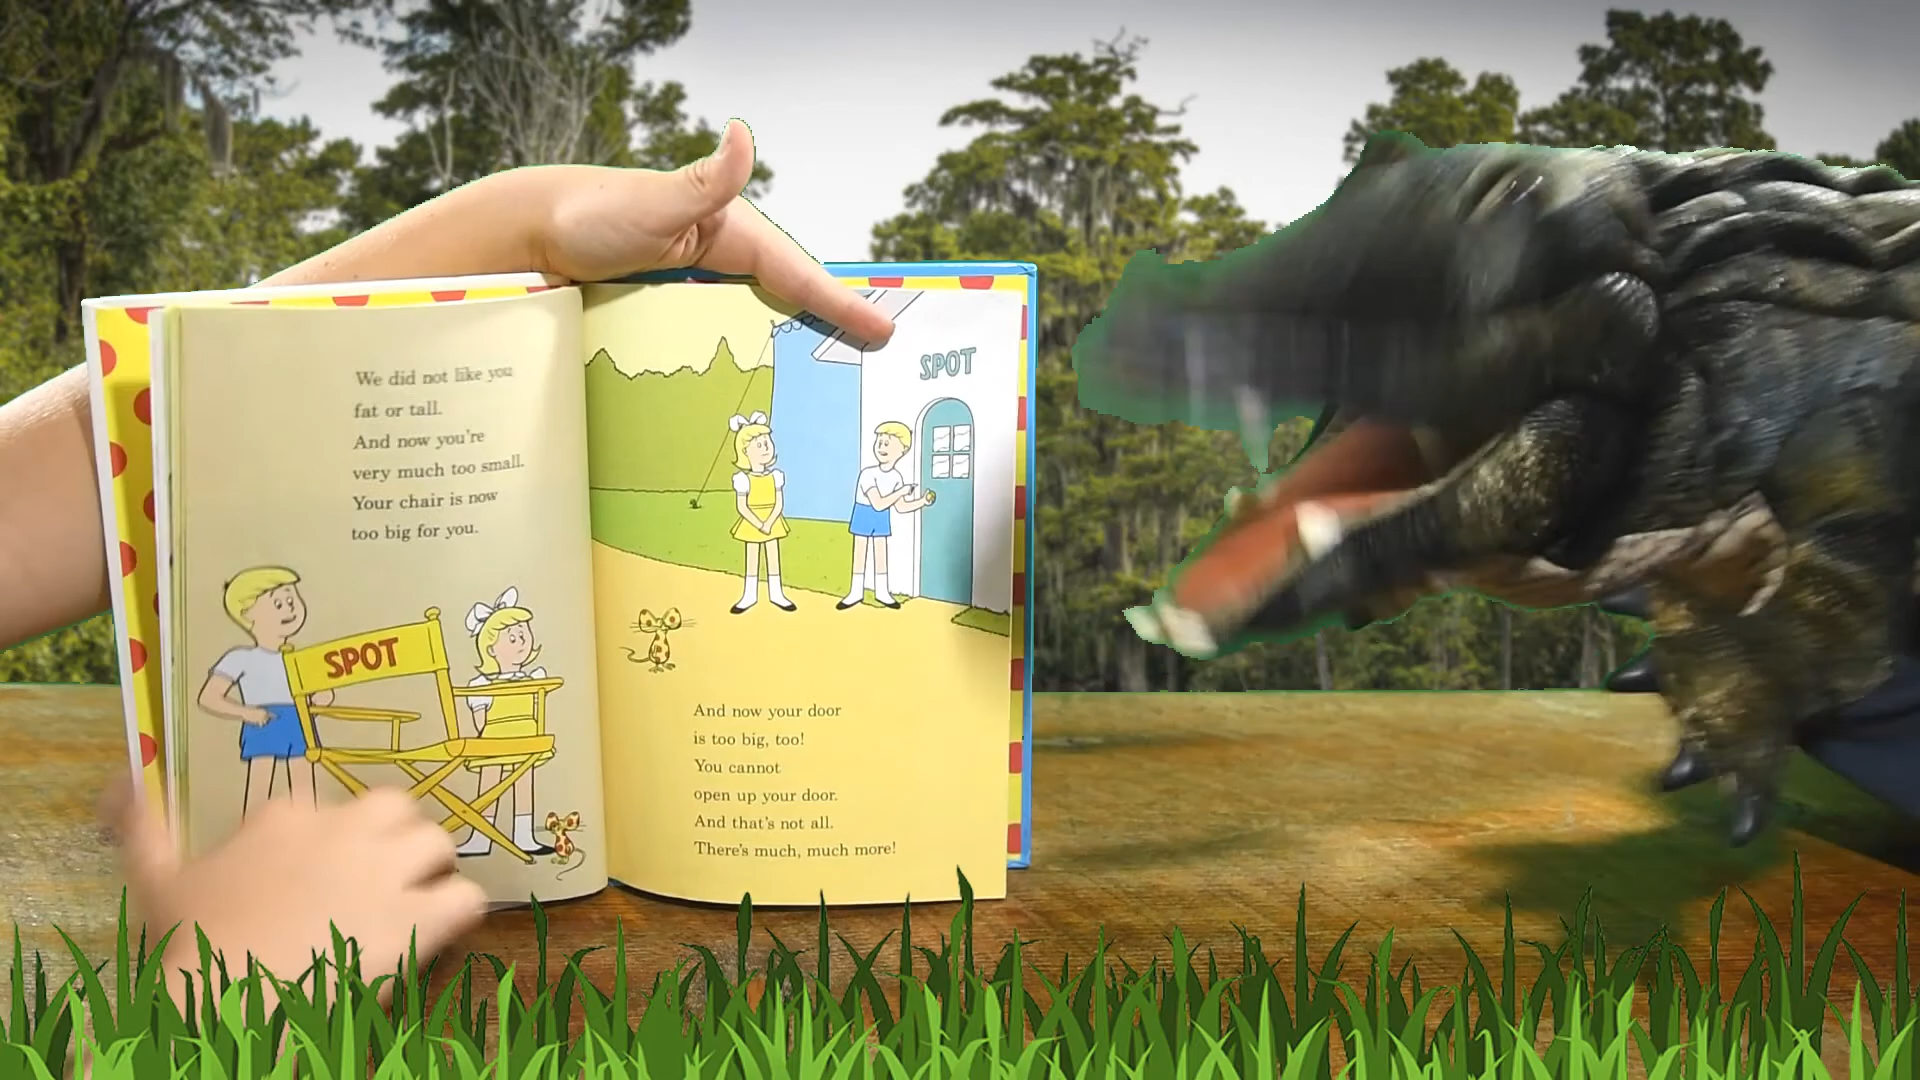 We did not like you
fat or tall.
And now you're
very much too small.
Your chair is now
too big for you.
SPOT
SPOT
And now your door
is too big, too!
You cannot
open up your door.
And that's not all.
There's much, much more!